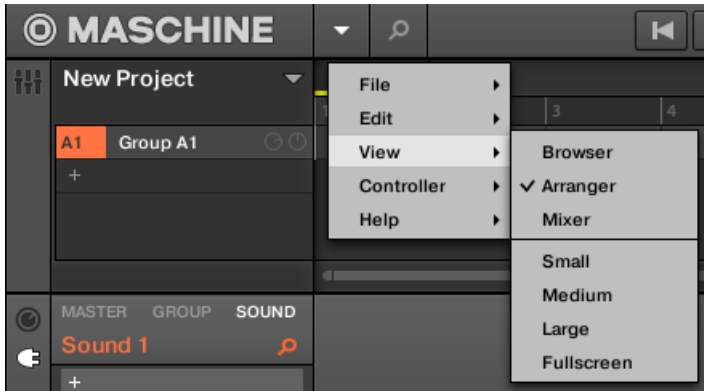 MASCHINE
New Project
File
Edit
View
Controller
Help
Browser
Arranger
Mixer
Small
Medium
Large
Fullscreen
1
3
4
A1 Group A1
+
MASTER GROUP SOUND
Sound 1
+